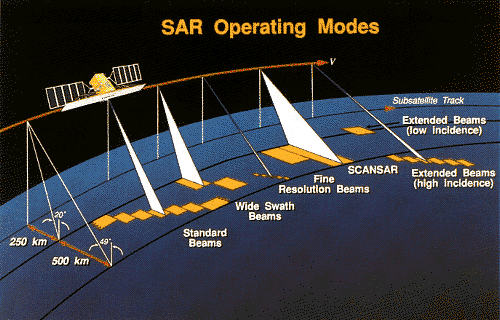 SAR Operating Modes
V
Subsatellite Track
Extended Beams
(low incidence)
SCANSAR
Extended Beams
(high incidence)
Fine
Resolution Beams
Wide Swath
Beams
Standard
Beams
20°
49°
250 km
500 km